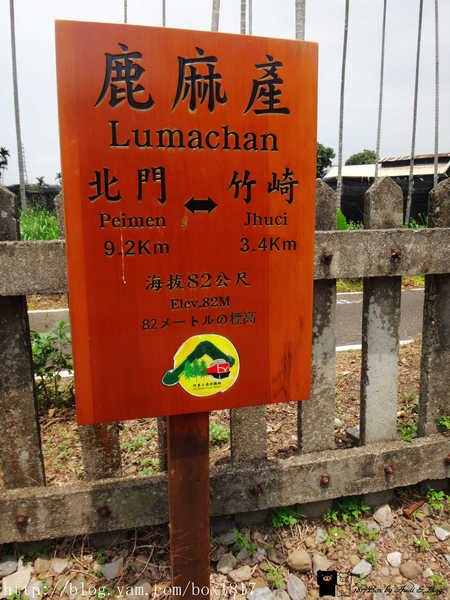 鹿麻產
Lumachan
北門 竹崎
Peimen Jhuci
9.2Km 3.4Km
海拔82公尺
Elev.82M
82メートルの標高
http://blog.yam.com/box1817